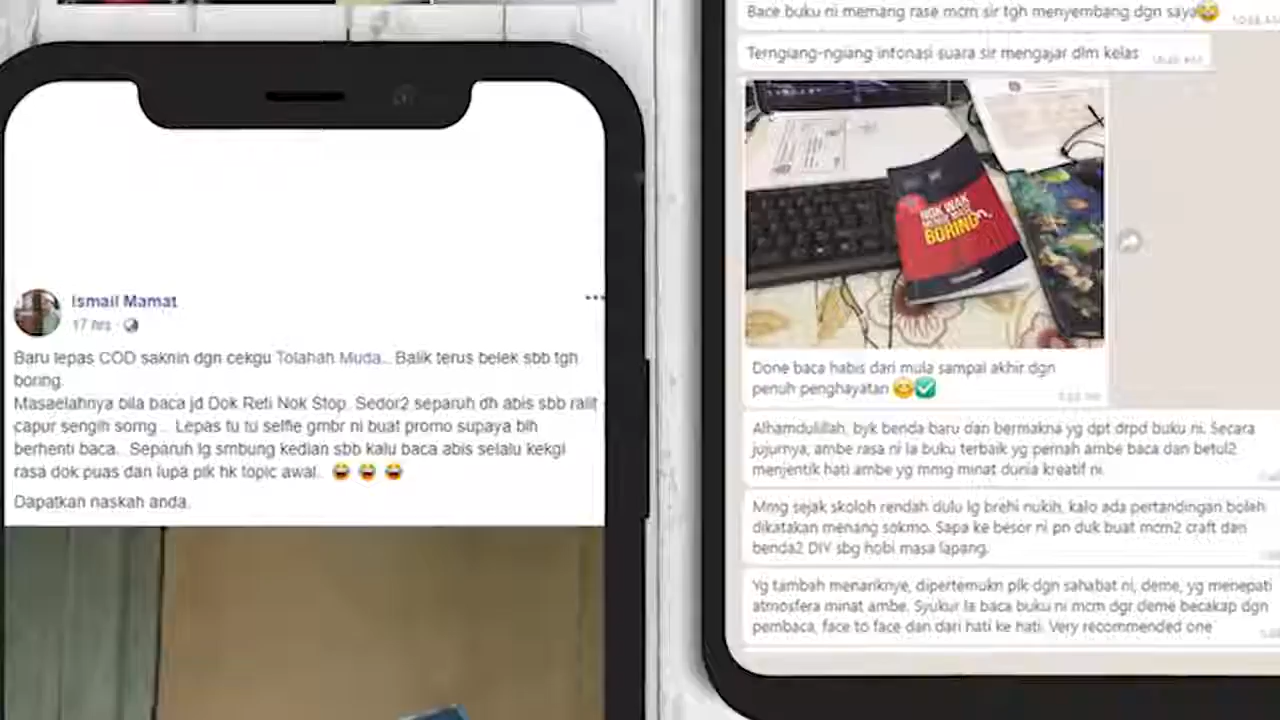 Ismail Mamat
17 hrs
Baru lepas COD saknin dgn cekgu Tolahah Muda.. Balik terus belek sbb tgh
boring.
Masaelahnya bila baca jd Dok Reti Nok Stop. Sedor2 separuh dh abis sbb ralit
capur sengih sorng... Lepas tu tu selfie gmbr ni buat promo supaya blh
berhenti baca.. Separuh lg smbung kedian sbb kalu baca abis selalu kekgi
rasa dok puas dan lupa plk hk topic awal.. 😂 😂 😂
Dapatkan naskah anda.
Bace buku ni memang rase mcm sir tgh menyembang dgn saya😂
Terngiang-ngiang intonasi suara sir mengajar dlm kelas
NOK WAK
BORING
Done baca habis dari mula sampai akhir dgn
penuh penghayatan 😊✅
Alhamdulillah, byk benda baru dan bermakna yg dpt drpd buku ni. Secara
jujurnya, ambe rasa ni la buku terbaik yg pernah ambe baca dan betul2
menjentik hati ambe yg mmg minat dunia kreatif ni.
Mmg sejak skoloh rendah dulu lg brehi nukih, kalo ada pertandingan boleh
dikatakan menang sokmo. Sapa ke besor ni pn duk buat mcm2 craft dan
benda2 DIY sbg hobi masa lapang.
Yg tambah menariknye, dipertemukn plk dgn sahabat ni, deme, yg menepati
atmosfera minat ambe. Syukur la baca buku ni mcm dgr deme becakap dgn
pembaca, face to face dan dari hati ke hati. Very recommended one